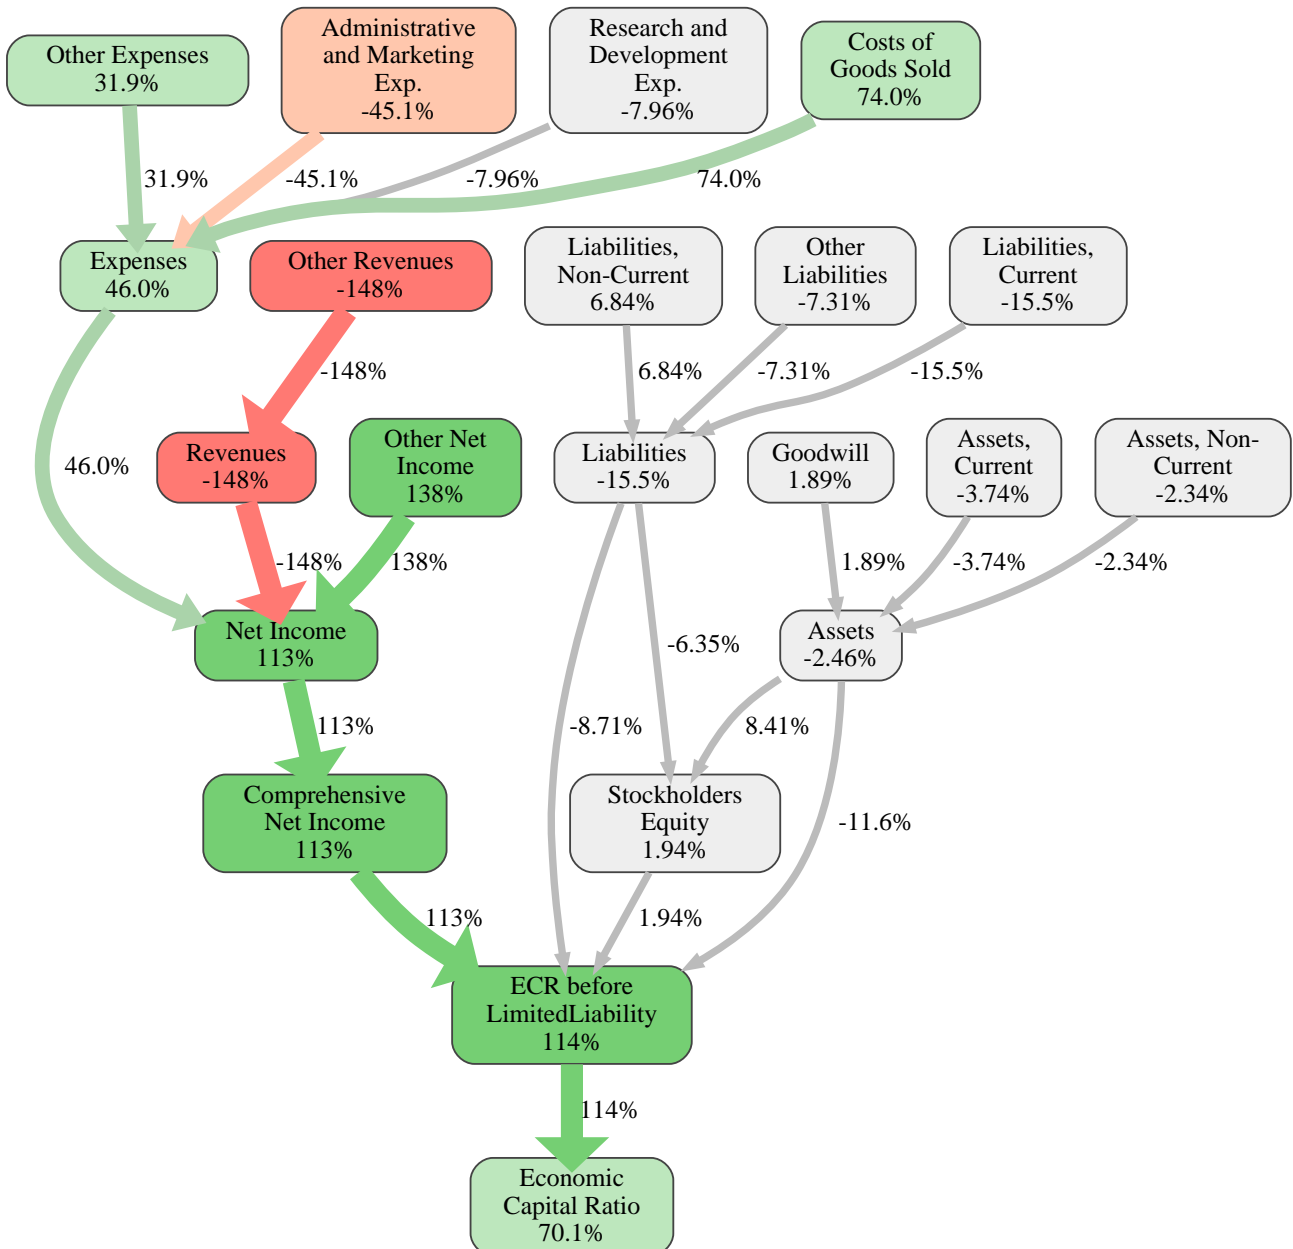 Other Expenses
31.9%
Administrative
and Marketing
Exp.
-45.1%
Research and
Development
Exp.
-7.96%
Costs of
Goods Sold
74.0%
31.9%
-45.1%
-7.96%
74.0%
Expenses
46.0%
Other Revenues
-148%
Liabilities,
Non-Current
6.84%
Other
Liabilities
-7.31%
Liabilities,
Current
-15.5%
-148%
6.84%
-7.31%
-15.5%
46.0%
Revenues
-148%
Other Net
Income
138%
Liabilities
-15.5%
Goodwill
1.89%
Assets,
Current
-3.74%
Assets, Non-
Current
-2.34%
-148%
138%
1.89%
-3.74%
-2.34%
Net Income
113%
-6.35%
Assets
-2.46%
113%
-8.71%
8.41%
Comprehensive
Net Income
113%
Stockholders
Equity
1.94%
-11.6%
113%
1.94%
ECR before
LimitedLiability
114%
114%
Economic
Capital Ratio
70.1%